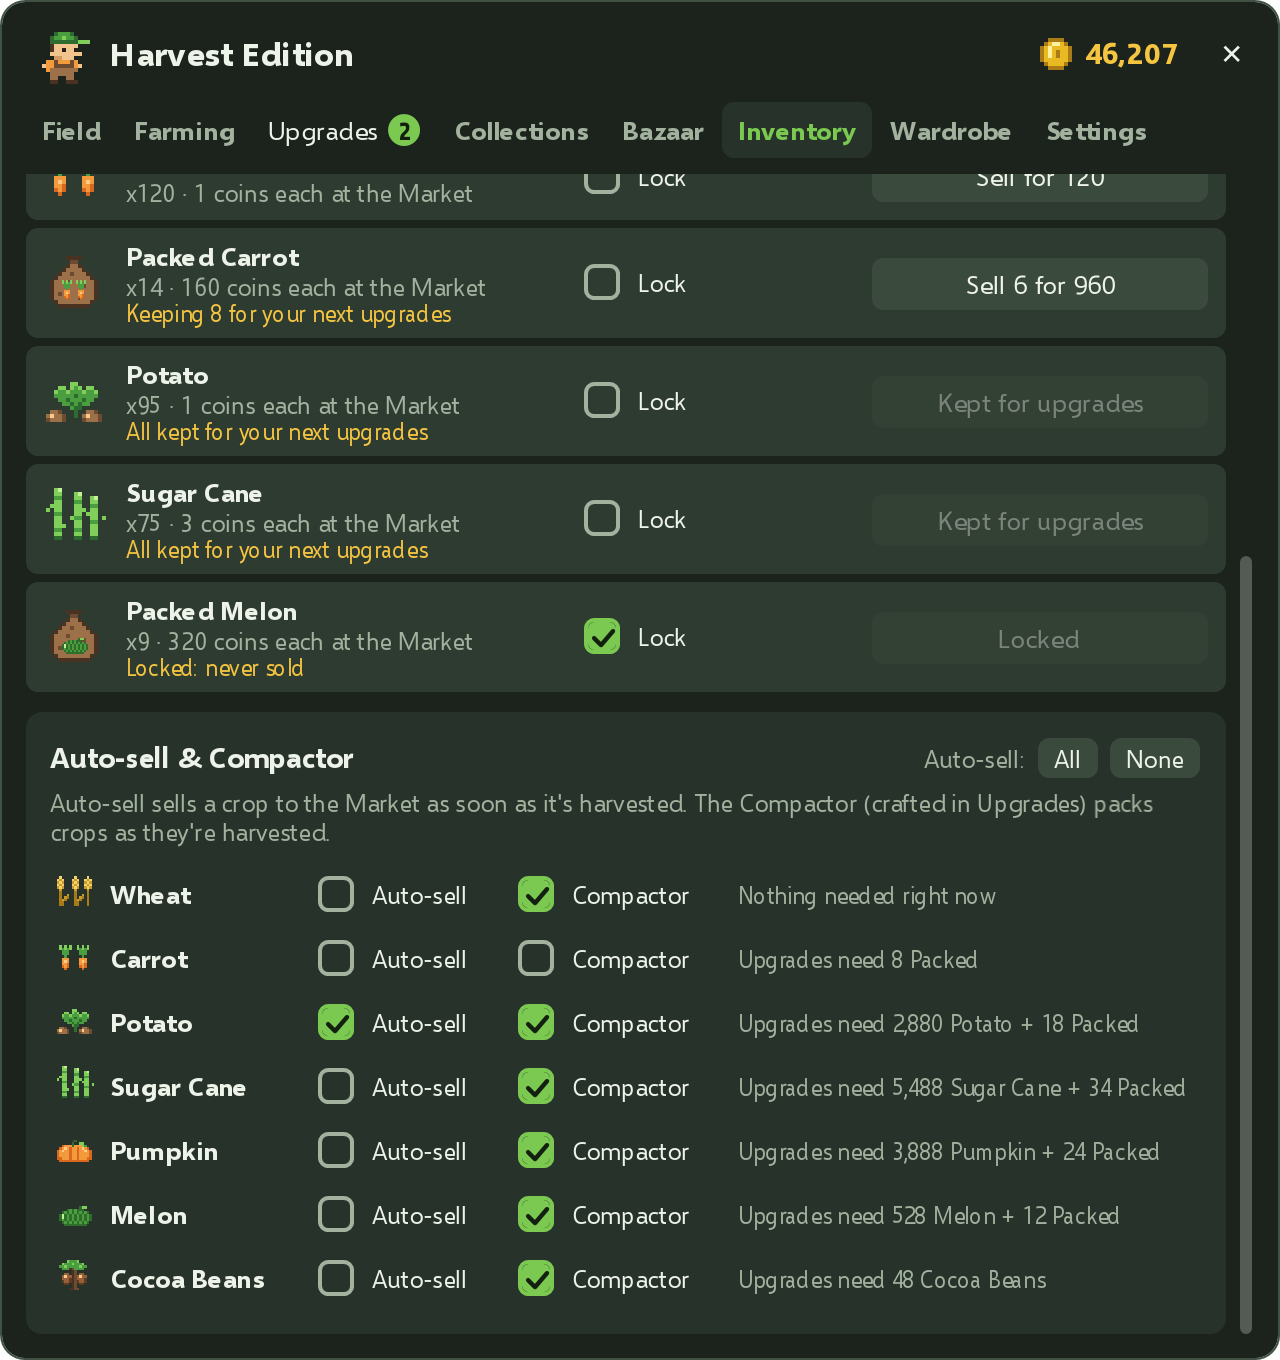 Harvest Edition
46,207
Field Farming Upgrades 2 Collections Bazaar Inventory Wardrobe Settings
x120 · 1 coins each at the Market Lock Sell for 120
Packed Carrot
x14 · 160 coins each at the Market
Keeping 8 for your next upgrades
Lock
Sell 6 for 960
Potato
x95 · 1 coins each at the Market
All kept for your next upgrades
Lock
Kept for upgrades
Sugar Cane
x75 · 3 coins each at the Market
All kept for your next upgrades
Lock
Kept for upgrades
Packed Melon
x9 · 320 coins each at the Market
Locked: never sold
Lock
Locked
Auto-sell & Compactor
Auto-sell: All None
Auto-sell sells a crop to the Market as soon as it's harvested. The Compactor (crafted in Upgrades) packs
crops as they're harvested.
Wheat Auto-sell Compactor Nothing needed right now
Carrot Auto-sell Compactor Upgrades need 8 Packed
Potato Auto-sell Compactor Upgrades need 2,880 Potato + 18 Packed
Sugar Cane Auto-sell Compactor Upgrades need 5,488 Sugar Cane + 34 Packed
Pumpkin Auto-sell Compactor Upgrades need 3,888 Pumpkin + 24 Packed
Melon Auto-sell Compactor Upgrades need 528 Melon + 12 Packed
Cocoa Beans Auto-sell Compactor Upgrades need 48 Cocoa Beans